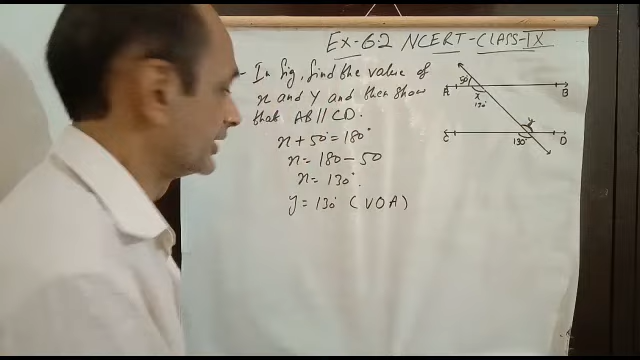 Ex-6.2 NCERT-CLASS-IX
- In fig, find the value of
x and y and then show
that AB || CD.
x + 50° = 180°
x = 180 - 50
x = 130°.
y = 130° (VOA)
50°
A
B
x
130°
y
C
D
130°